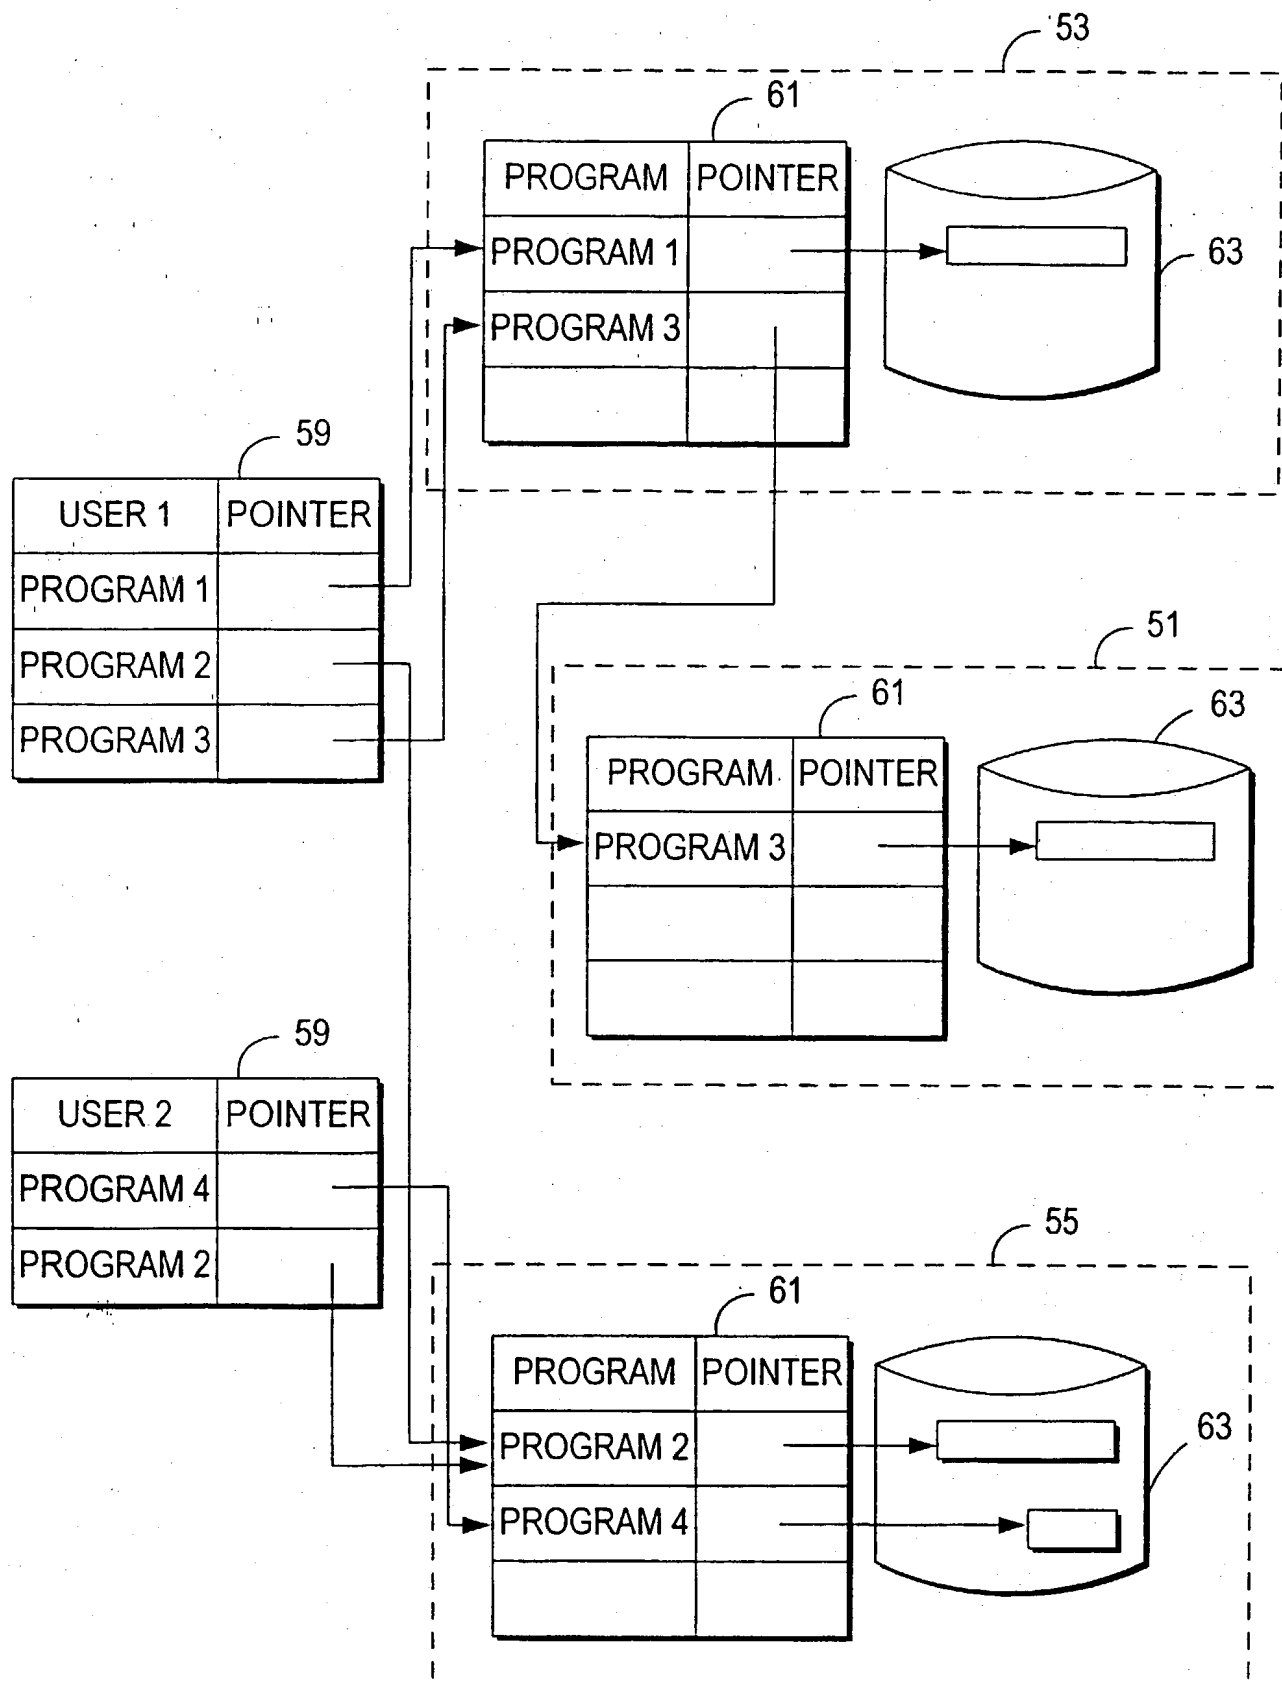 53
61
PROGRAM POINTER
PROGRAM 1
63
PROGRAM 3
59
USER 1 POINTER
PROGRAM 1
PROGRAM 2
PROGRAM 3
51
61
63
PROGRAM POINTER
PROGRAM 3
59
USER 2 POINTER
PROGRAM 4
PROGRAM 2
55
61
PROGRAM POINTER
PROGRAM 2
63
PROGRAM 4